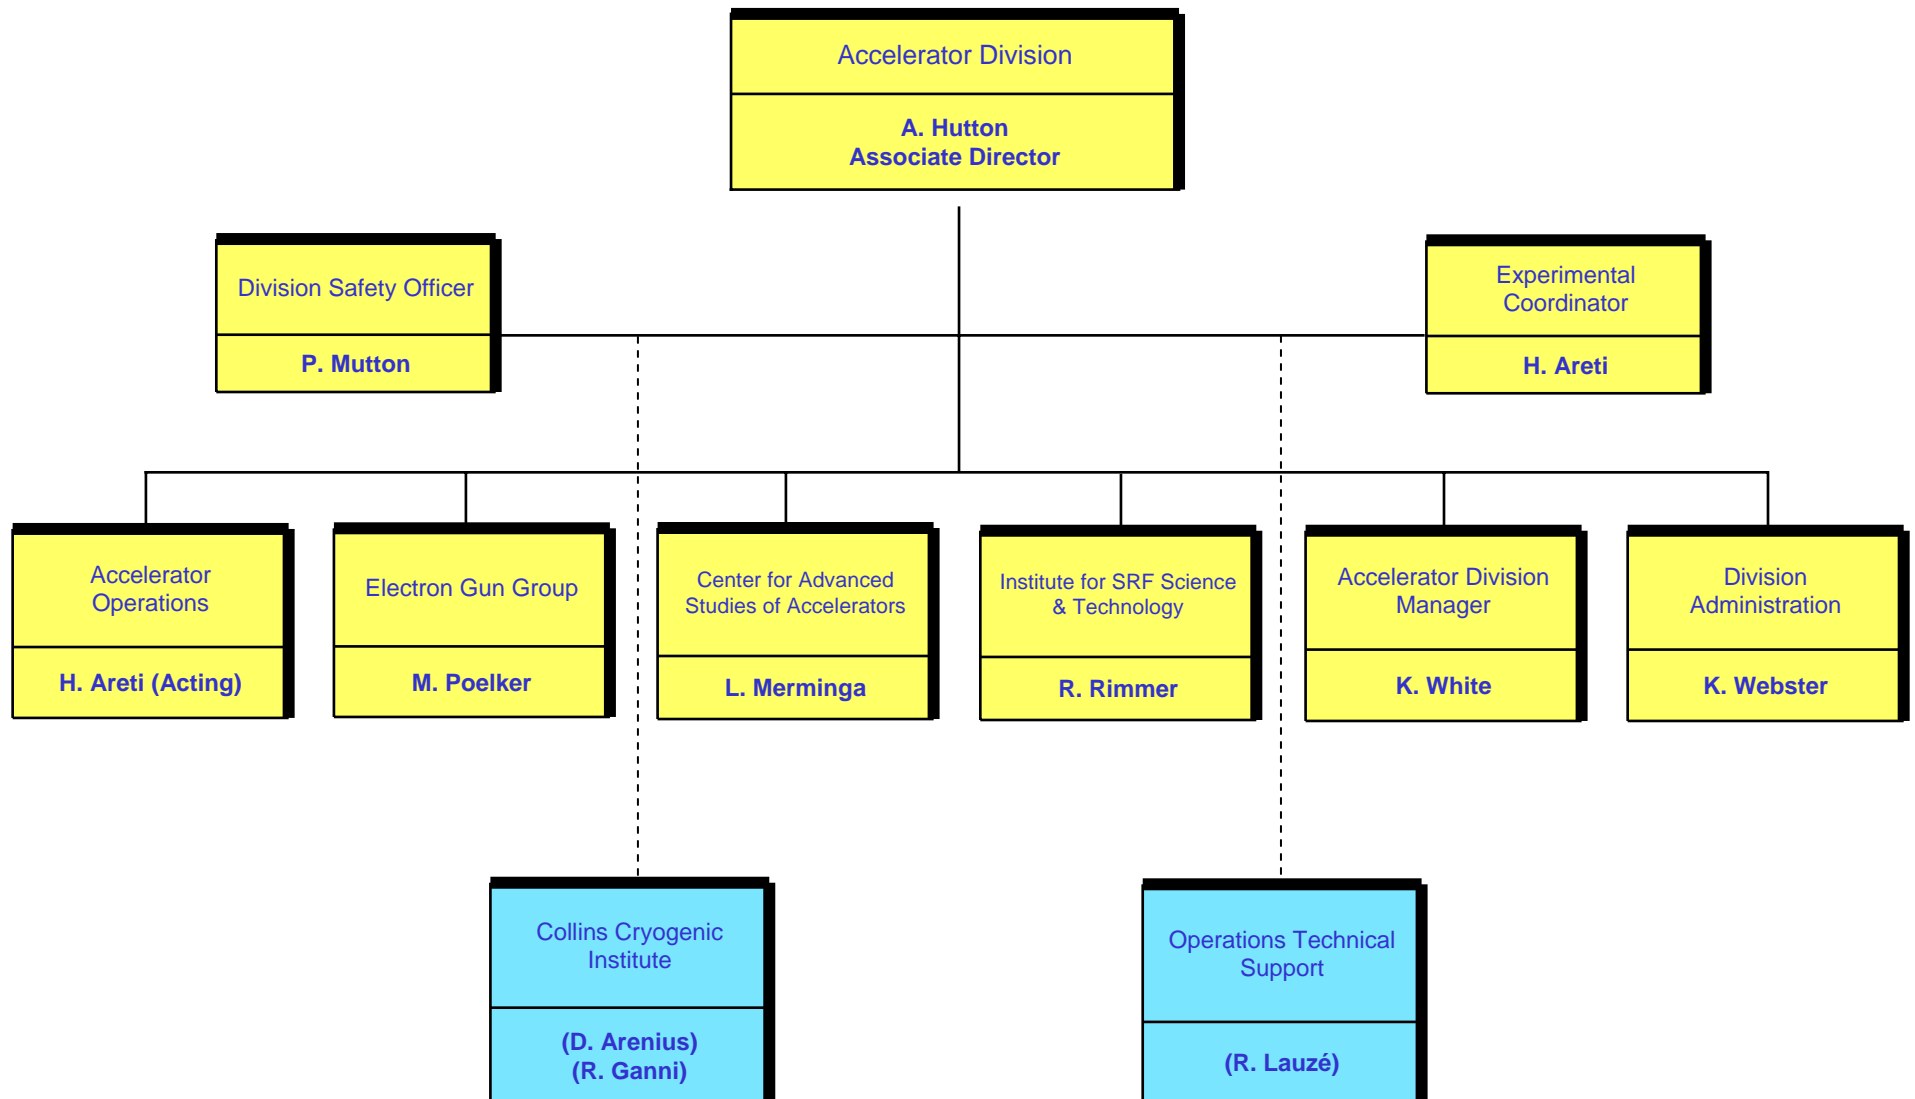 Accelerator Division
A. Hutton
Associate Director
Division Safety Officer
P. Mutton
Experimental
Coordinator
H. Areti
Accelerator
Operations
H. Areti (Acting)
Electron Gun Group
M. Poelker
Center for Advanced
Studies of Accelerators
L. Merminga
Institute for SRF Science
& Technology
R. Rimmer
Accelerator Division
Manager
K. White
Division
Administration
K. Webster
Collins Cryogenic
Institute
(D. Arenius)
(R. Ganni)
Operations Technical
Support
(R. Lauzé)